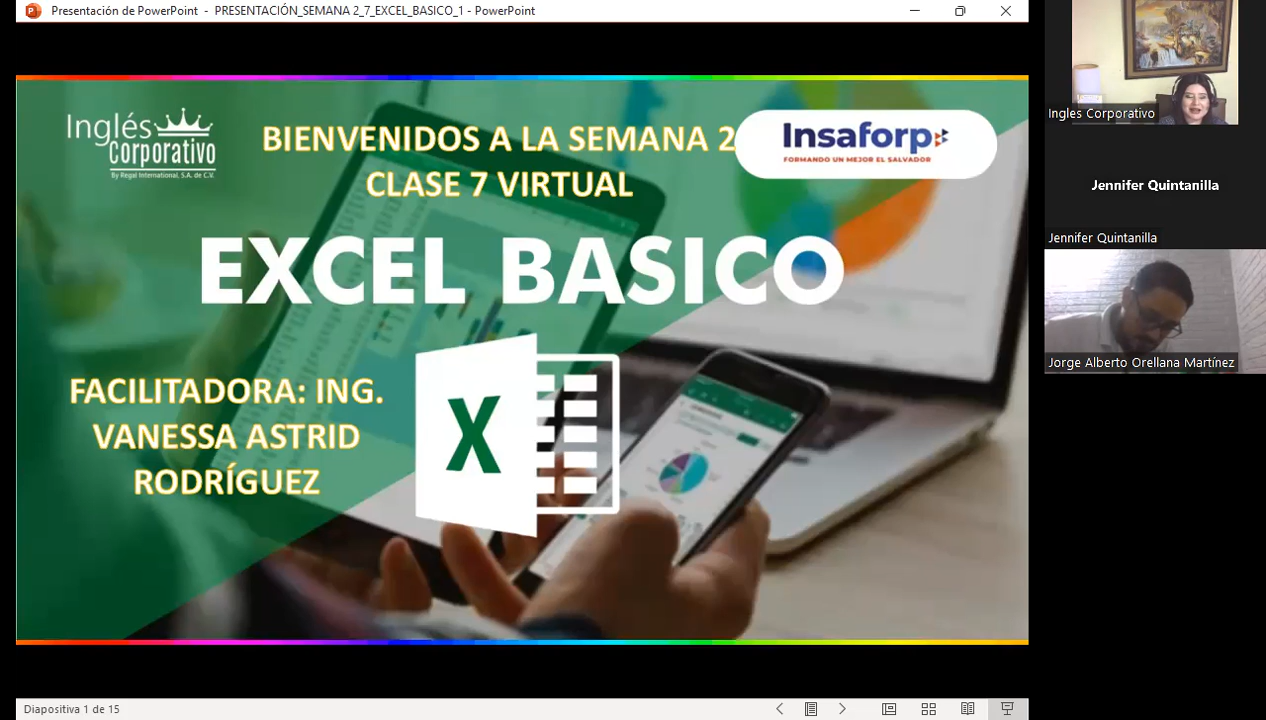 Presentación de PowerPoint - PRESENTACIÓN_SEMANA 2_7_EXCEL_BASICO_1 - PowerPoint
Inglés
Corporativo
By Regal International, S.A. de C.V.
BIENVENIDOS A LA SEMANA 2
CLASE 7 VIRTUAL
Insaforp
FORMANDO UN MEJOR EL SALVADOR
EXCEL BASICO
FACILITADORA: ING.
VANESSA ASTRID
RODRÍGUEZ
X
Ingles Corporativo
Jennifer Quintanilla
Jennifer Quintanilla
Jorge Alberto Orellana Martínez
Diapositiva 1 de 15